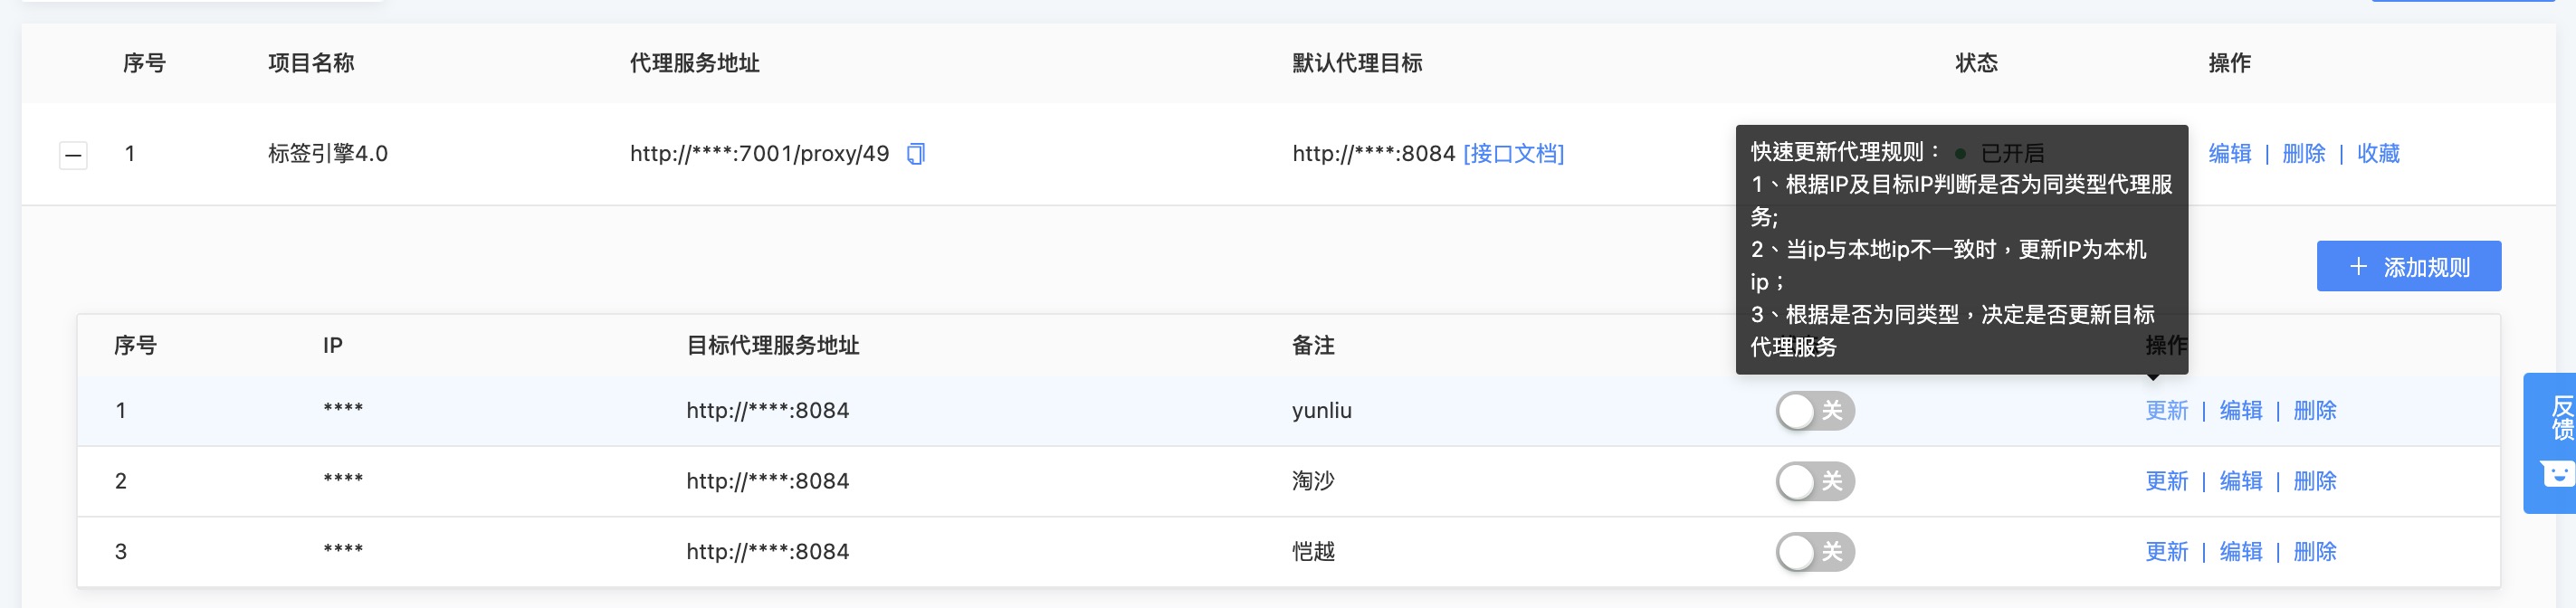 序号 项目名称 代理服务地址 默认代理目标 状态 操作
1 标签引擎4.0 http://****:7001/proxy/49 http://****:8084 [接口文档] 已开启 编辑 | 删除 | 收藏
快速更新代理规则：
1、根据IP及目标IP判断是否为同类型代理服
务;
2、当ip与本地ip不一致时，更新IP为本机
ip；
3、根据是否为同类型，决定是否更新目标
代理服务
+ 添加规则
序号 IP 目标代理服务地址 备注 操作
1 **** http://****:8084 yunliu 关 更新 | 编辑 | 删除
2 **** http://****:8084 淘沙 关 更新 | 编辑 | 删除
3 **** http://****:8084 恺越 关 更新 | 编辑 | 删除
反
馈